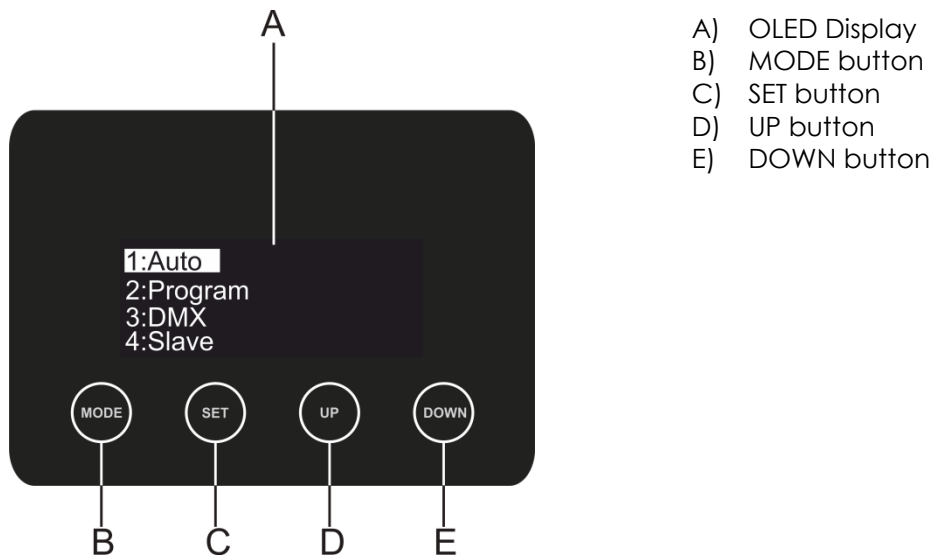 A
A) OLED Display
B) MODE button
C) SET button
D) UP button
E) DOWN button
1:Auto
2:Program
3:DMX
4:Slave
MODE SET UP DOWN
B C D E